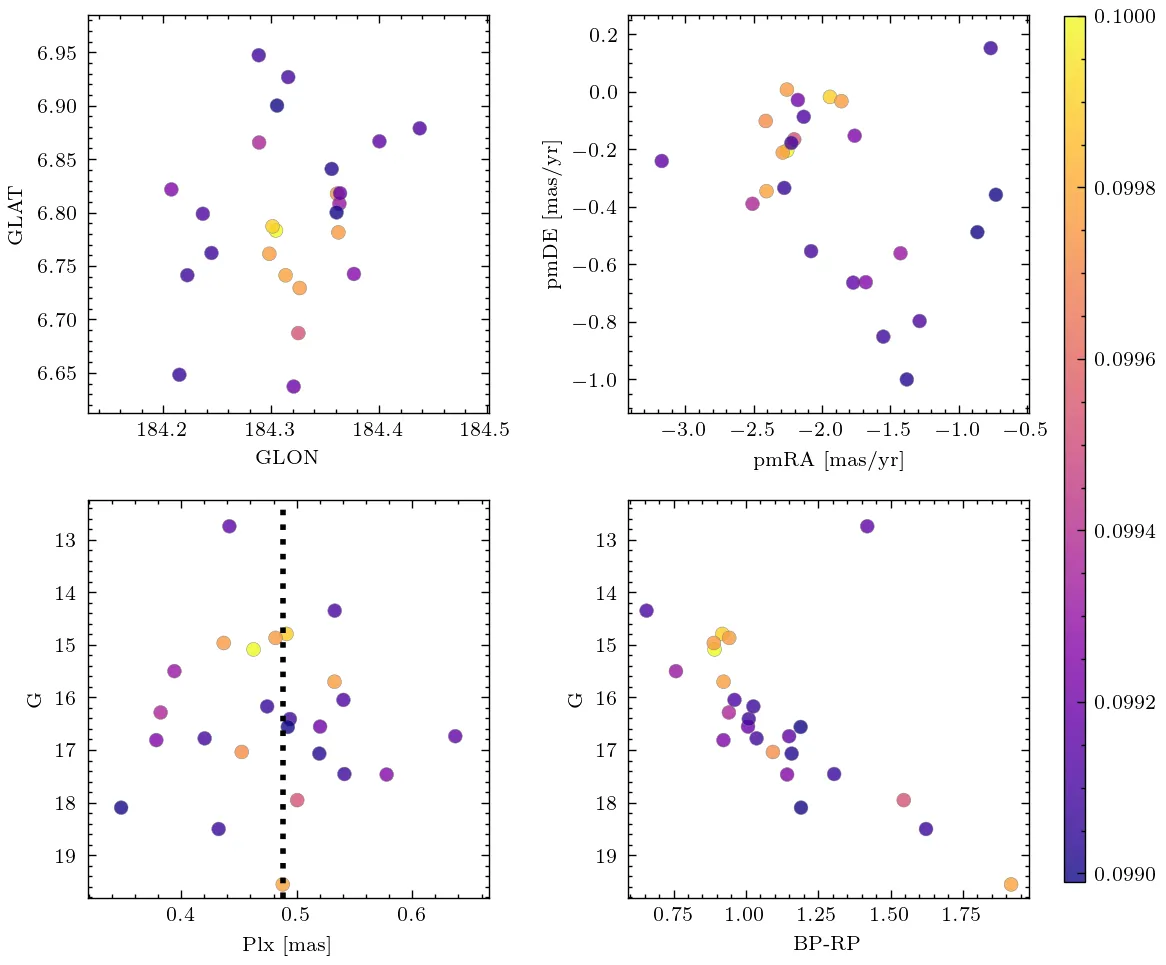 6.95
6.90
6.85
6.80
6.75
6.70
6.65
GLAT
184.2 184.3 184.4 184.5
GLON
0.2
0.0
−0.2
−0.4
−0.6
−0.8
−1.0
pmDE [mas/yr]
−3.0 −2.5 −2.0 −1.5 −1.0 −0.5
pmRA [mas/yr]
13
14
15
16
17
18
19
G
0.4 0.5 0.6
Plx [mas]
13
14
15
16
17
18
19
G
0.75 1.00 1.25 1.50 1.75
BP-RP
0.1000
0.0998
0.0996
0.0994
0.0992
0.0990